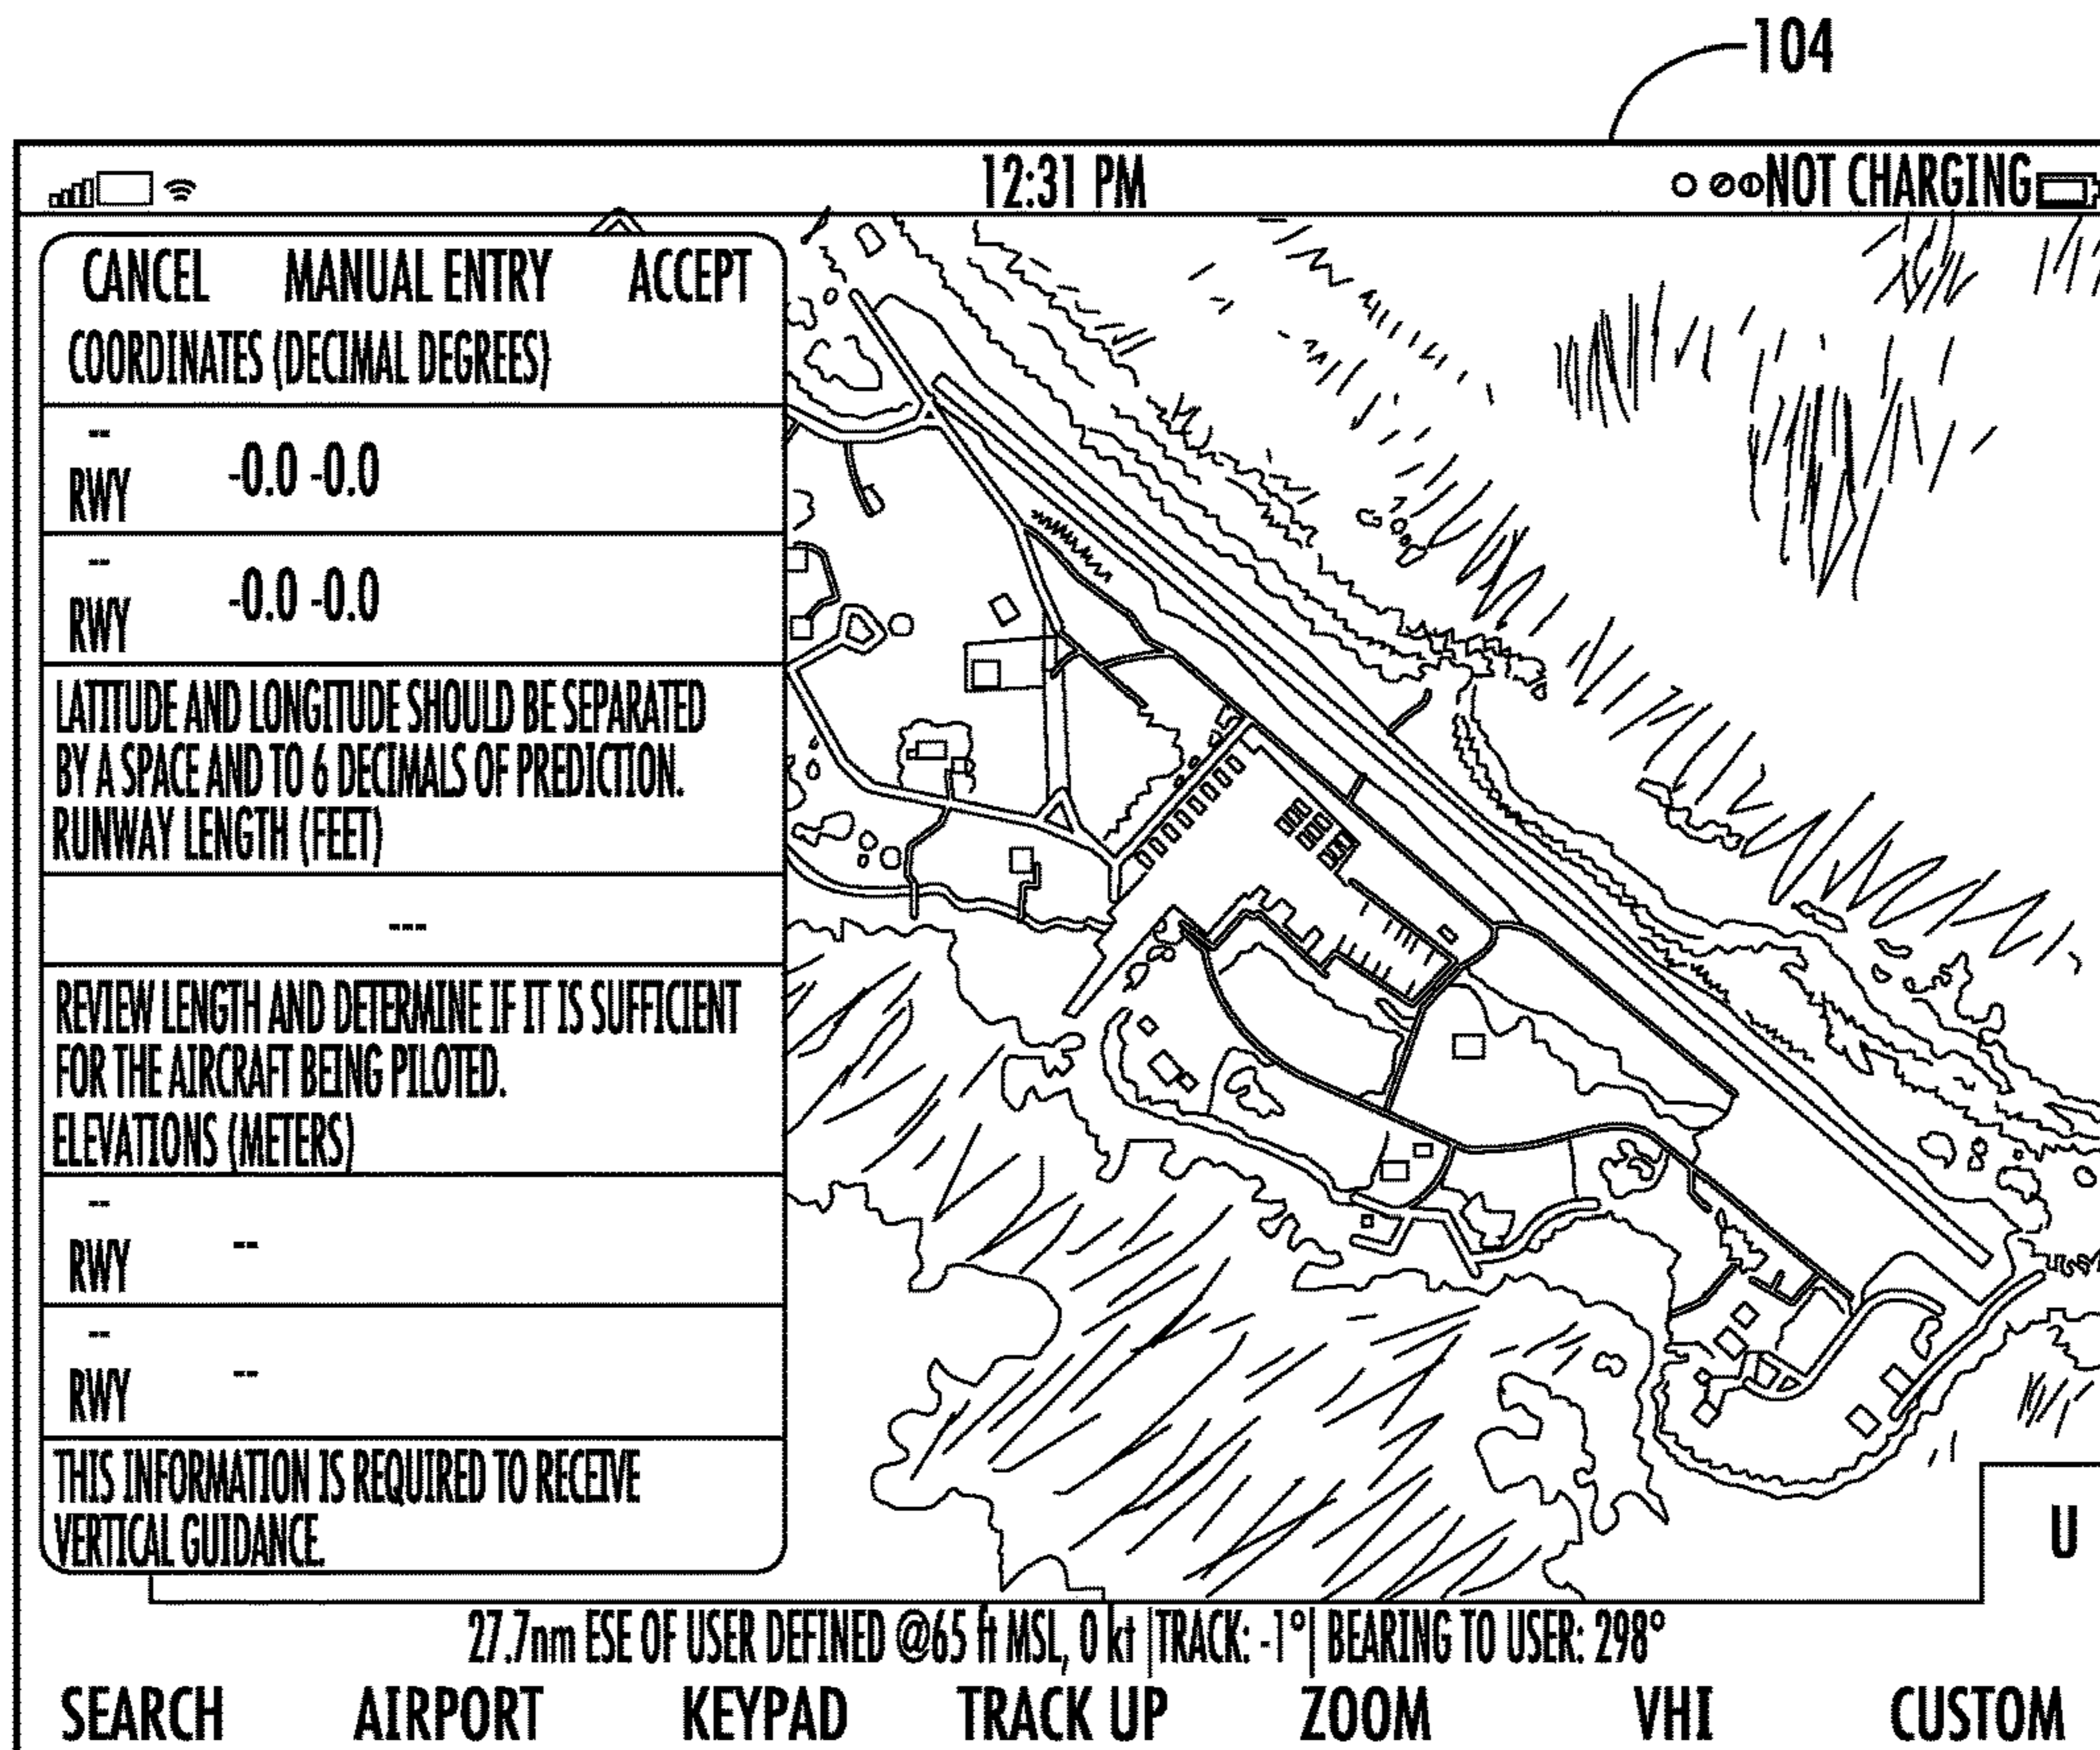 104
12:31 PM
NOT CHARGING
CANCEL MANUAL ENTRY ACCEPT
COORDINATES (DECIMAL DEGREES)
--
RWY -0.0 -0.0
--
RWY -0.0 -0.0
LATITUDE AND LONGITUDE SHOULD BE SEPARATED
BY A SPACE AND TO 6 DECIMALS OF PREDICTION.
RUNWAY LENGTH (FEET)
---
REVIEW LENGTH AND DETERMINE IF IT IS SUFFICIENT
FOR THE AIRCRAFT BEING PILOTED.
ELEVATIONS (METERS)
--
RWY --
--
RWY --
THIS INFORMATION IS REQUIRED TO RECEIVE
VERTICAL GUIDANCE.
U
27.7nm ESE OF USER DEFINED @65 ft MSL, 0 kt |TRACK: -1°| BEARING TO USER: 298°
SEARCH AIRPORT KEYPAD TRACK UP ZOOM VHI CUSTOM